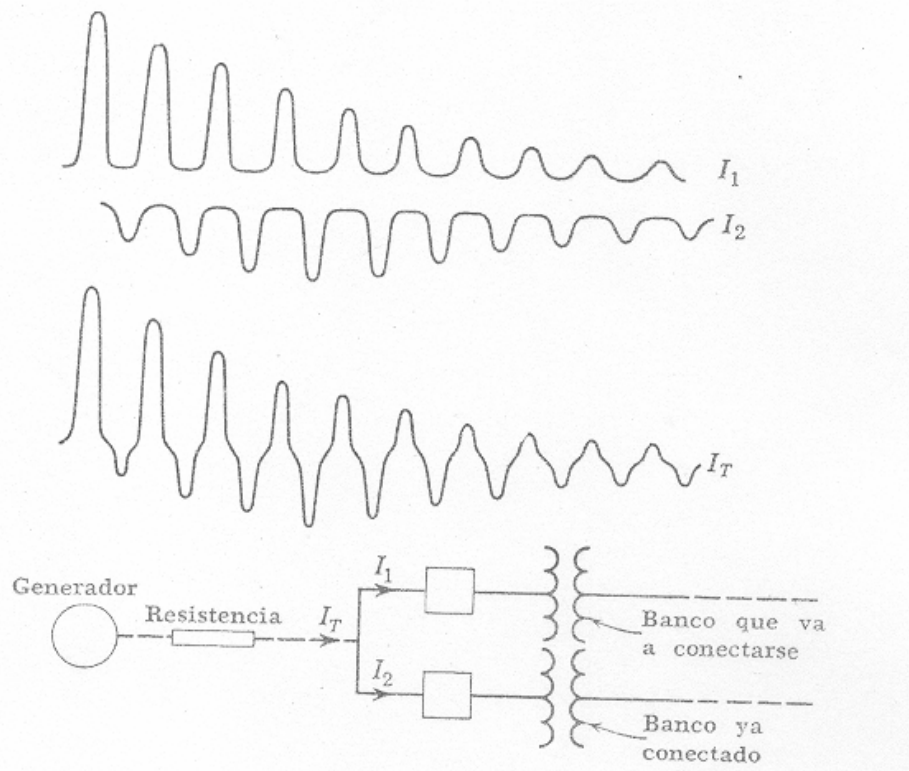 I1
I2
IT
Generador
Resistencia
IT
I1
Banco que va
a conectarse
I2
Banco ya
conectado